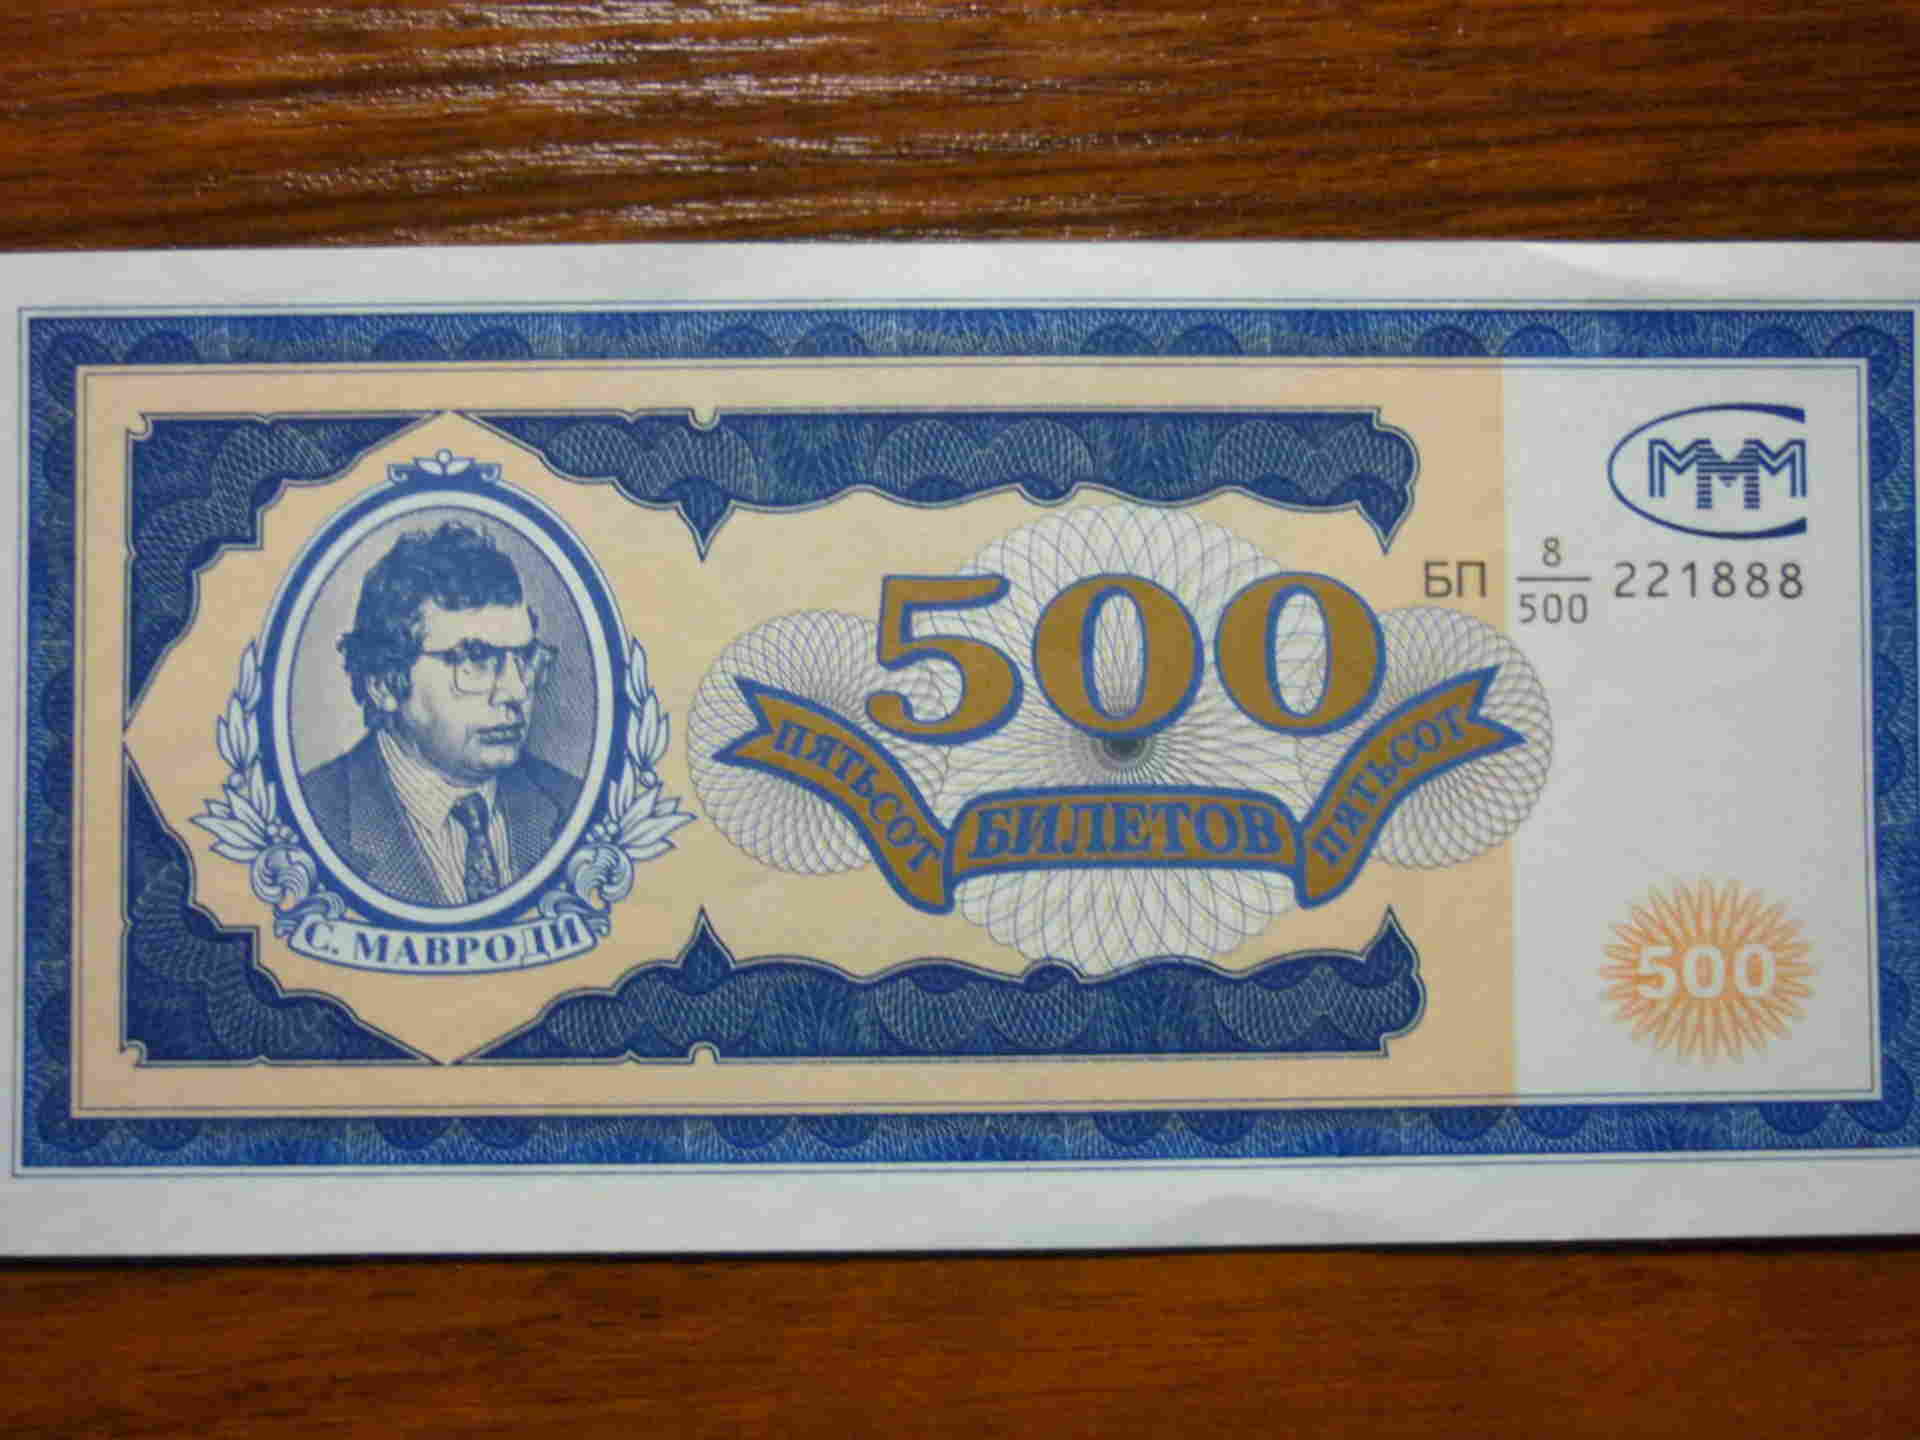 МММ
БП 8/500 221888
500
ПЯТЬСОТ БИЛЕТОВ ПЯТЬСОТ
С. МАВРОДИ
500